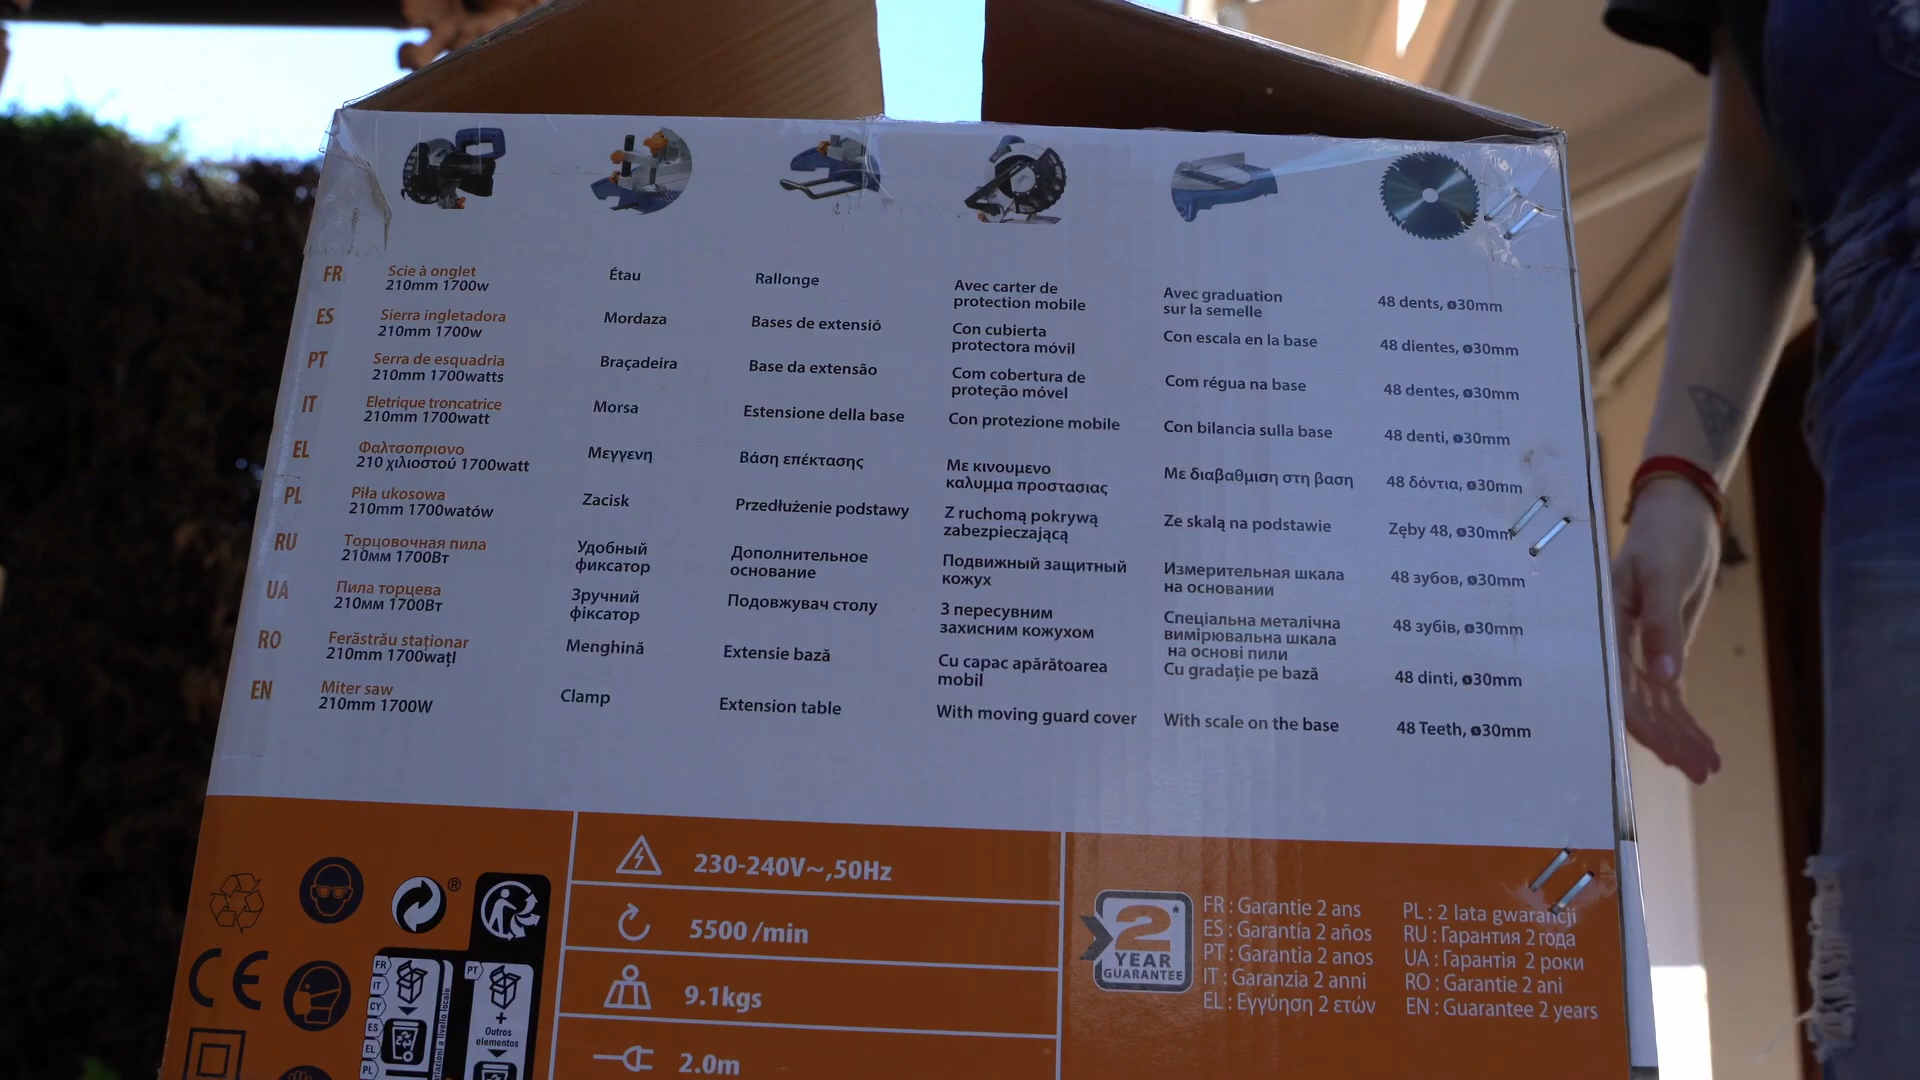 FR
Scie à onglet
210mm 1700w
Étau
Rallonge
Avec carter de
protection mobile
Avec graduation
sur la semelle
48 dents, ø30mm
ES
Sierra ingletadora
210mm 1700w
Mordaza
Bases de extensió
Con cubierta
protectora móvil
Con escala en la base
48 dientes, ø30mm
PT
Serra de esquadria
210mm 1700watts
Braçadeira
Base da extensão
Com cobertura de
proteção móvel
Com régua na base
48 dentes, ø30mm
IT
Eletrique troncatrice
210mm 1700watt
Morsa
Estensione della base
Con protezione mobile
Con bilancia sulla base
48 denti, ø30mm
EL
Φαλτσοπριονο
210 χιλιοστού 1700watt
Μεγγενη
Βάση επέκτασης
Με κινουμενο
καλυμμα προστασιας
Με διαβαθμιση στη βαση
48 δόντια, ø30mm
PL
Piła ukosowa
210mm 1700watów
Zacisk
Przedłużenie podstawy
Z ruchomą pokrywą
zabezpieczającą
Ze skalą na podstawie
Zęby 48, ø30mm
RU
Торцовочная пила
210мм 1700Вт
Удобный
фиксатор
Дополнительное
основание
Подвижный защитный
кожух
Измерительная шкала
на основании
48 зубов, ø30mm
UA
Пила торцева
210мм 1700Вт
Зручний
фіксатор
Подовжувач столу
З пересувним
захисним кожухом
Спеціальна металічна
вимірювальна шкала
на основі пили
48 зубів, ø30mm
RO
Ferăstrău staționar
210mm 1700wațl
Menghină
Extensie bază
Cu capac apărătoarea
mobil
Cu gradație pe bază
48 dinti, ø30mm
EN
Miter saw
210mm 1700W
Clamp
Extension table
With moving guard cover
With scale on the base
48 Teeth, ø30mm
230-240V~,50Hz
5500 /min
9.1kgs
2.0m
CE
®
FR
IT
CY
ES
EL
PL
PT
+
Outros
elementos
2*
YEAR
GUARANTEE
FR : Garantie 2 ans
ES : Garantía 2 años
PT : Garantia 2 anos
IT : Garanzia 2 anni
EL : Εγγύηση 2 ετών
PL : 2 lata gwarancji
RU : Гарантия 2 года
UA : Гарантія 2 роки
RO : Garantie 2 ani
EN : Guarantee 2 years